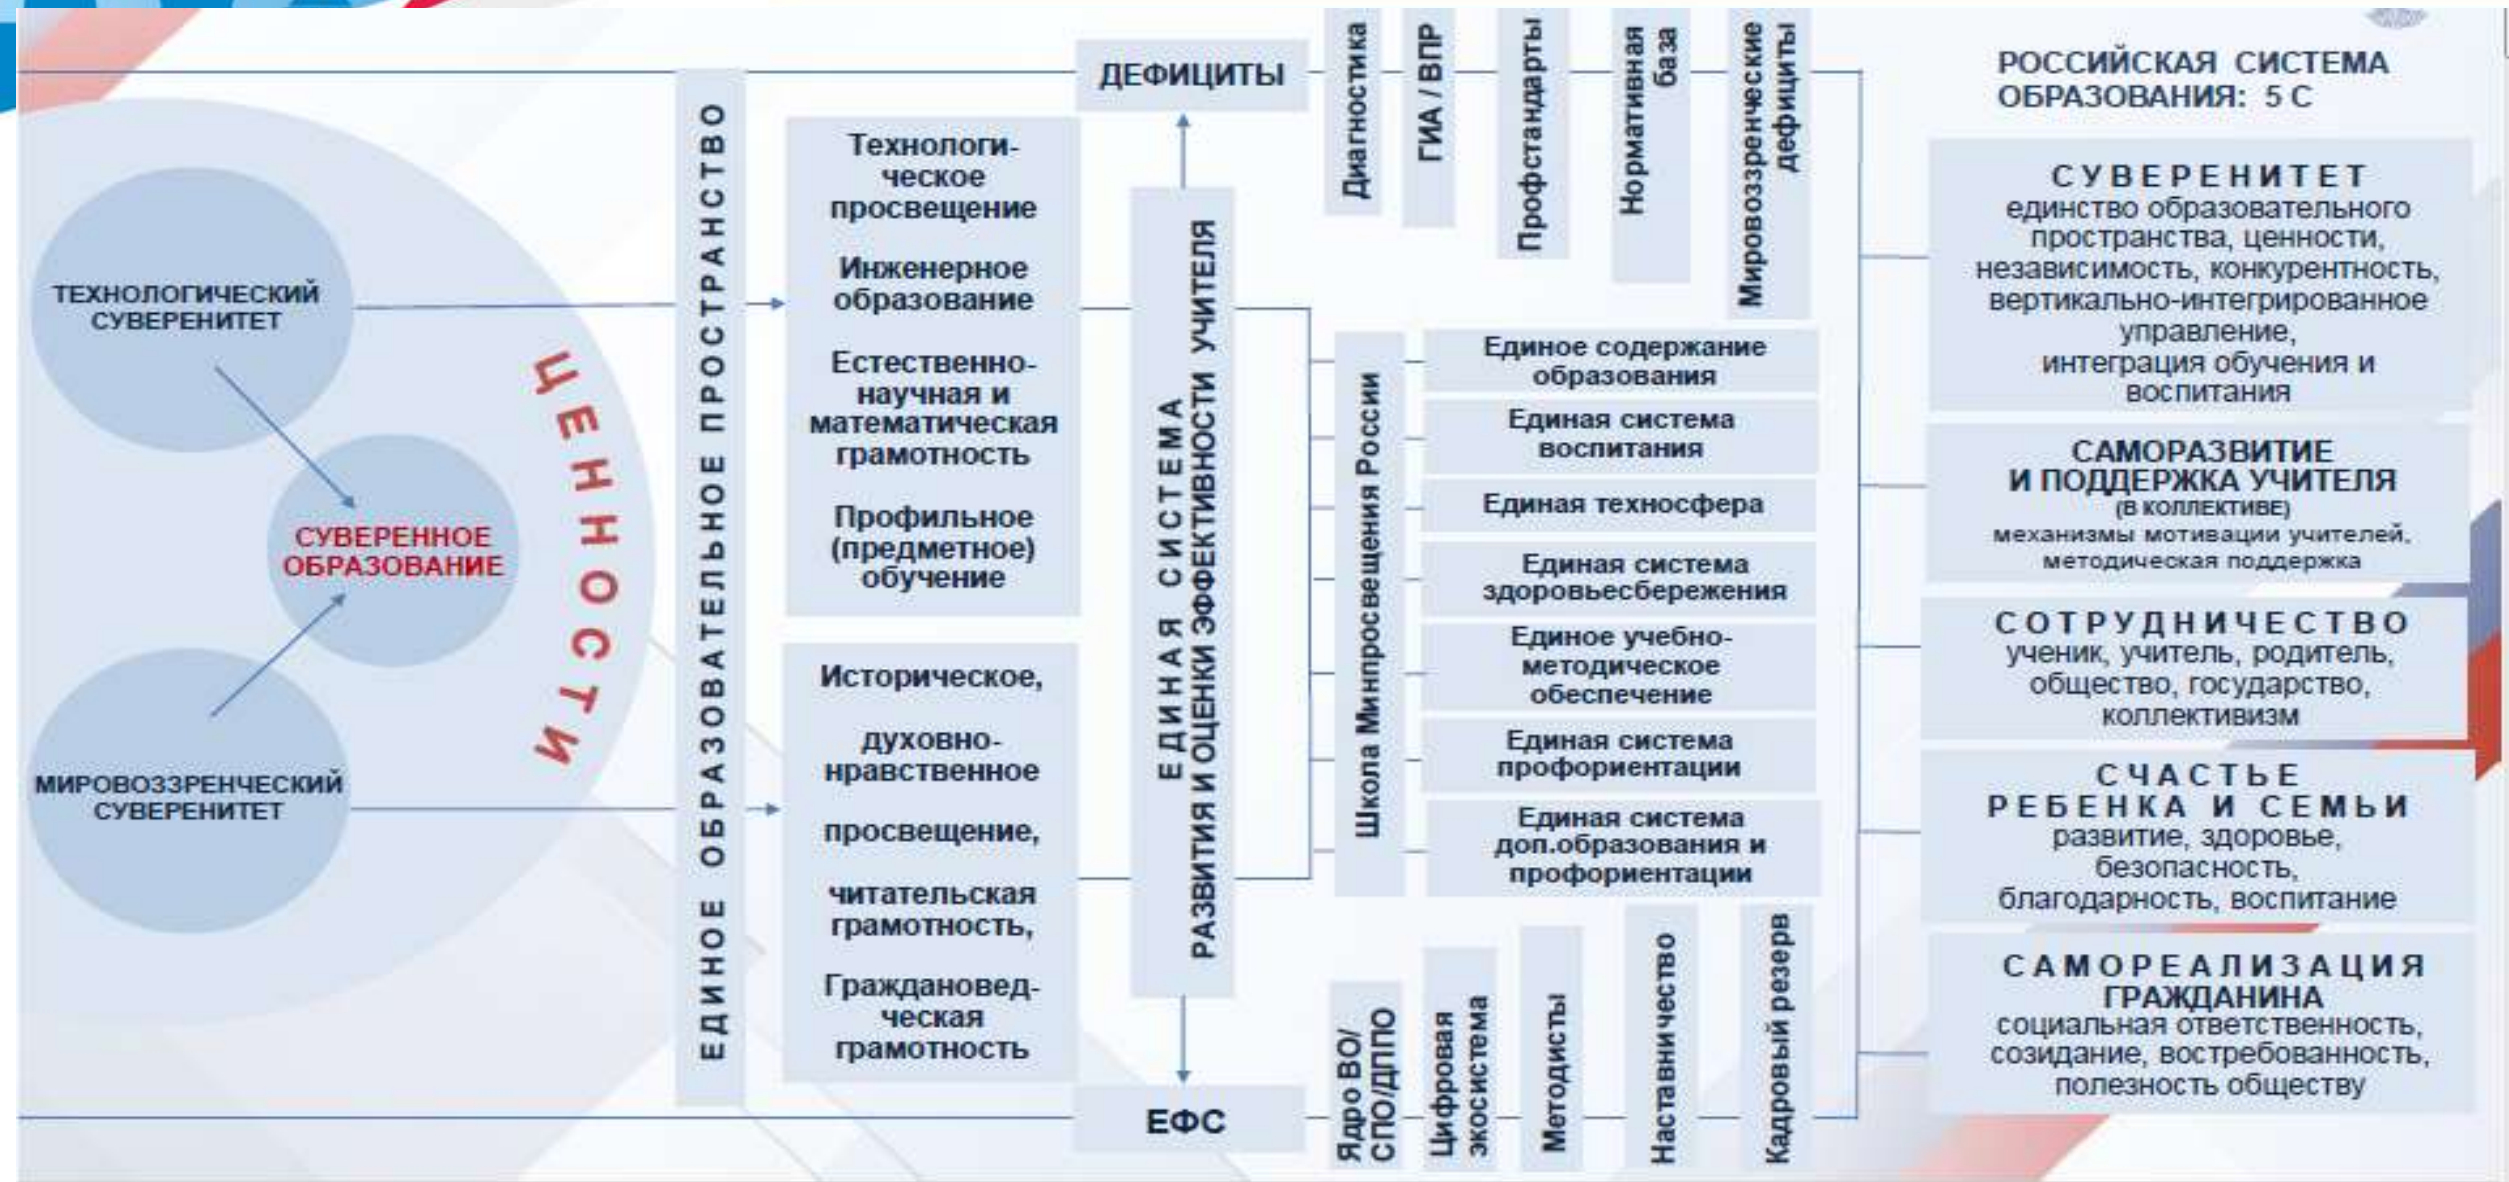 ТЕХНОЛОГИЧЕСКИЙ
СУВЕРЕНИТЕТ
СУВЕРЕННОЕ
ОБРАЗОВАНИЕ
МИРОВОЗЗРЕНЧЕСКИЙ
СУВЕРЕНИТЕТ
ЦЕННОСТИ
ЕДИНОЕ ОБРАЗОВАТЕЛЬНОЕ ПРОСТРАНСТВО
Технологи-
ческое
просвещение
Инженерное
образование
Естественно-
научная и
математическая
грамотность
Профильное
(предметное)
обучение
Историческое,
духовно-
нравственное
просвещение,
читательская
грамотность,
Граждановед-
ческая
грамотность
ДЕФИЦИТЫ
ЕДИНАЯ СИСТЕМА
РАЗВИТИЯ И ОЦЕНКИ ЭФФЕКТИВНОСТИ УЧИТЕЛЯ
ЕФС
Диагностика
ГИА / ВПР
Профстандарты
Нормативная
база
Мировоззренческие
дефициты
Школа Минпросвещения России
Единое содержание
образования
Единая система
воспитания
Единая техносфера
Единая система
здоровьесбережения
Единое учебно-
методическое
обеспечение
Единая система
профориентации
Единая система
доп.образования и
профориентации
Ядро ВО/
СПО/ДППО
Цифровая
экосистема
Методисты
Наставничество
Кадровый резерв
РОССИЙСКАЯ СИСТЕМА
ОБРАЗОВАНИЯ: 5 С
СУВЕРЕНИТЕТ
единство образовательного
пространства, ценности,
независимость, конкурентность,
вертикально-интегрированное
управление,
интеграция обучения и
воспитания
САМОРАЗВИТИЕ
И ПОДДЕРЖКА УЧИТЕЛЯ
(В КОЛЛЕКТИВЕ)
механизмы мотивации учителей,
методическая поддержка
СОТРУДНИЧЕСТВО
ученик, учитель, родитель,
общество, государство,
коллективизм
СЧАСТЬЕ
РЕБЕНКА И СЕМЬИ
развитие, здоровье,
безопасность,
благодарность, воспитание
САМОРЕАЛИЗАЦИЯ
ГРАЖДАНИНА
социальная ответственность,
созидание, востребованность,
полезность обществу